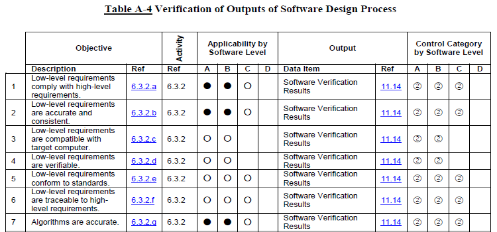 Table A-4 Verification of Outputs of Software Design Process
Objective Activity Applicability by Software Level Output Control Category by Software Level
Description Ref Ref A B C D Data Item Ref A B C D
1 Low-level requirements comply with high-level requirements. 6.3.2.a 6.3.2 ● ● ○ Software Verification Results 11.14 ② ② ②
2 Low-level requirements are accurate and consistent. 6.3.2.b 6.3.2 ● ● ○ Software Verification Results 11.14 ② ② ②
3 Low-level requirements are compatible with target computer. 6.3.2.c 6.3.2 ○ ○ Software Verification Results 11.14 ② ②
4 Low-level requirements are verifiable. 6.3.2.d 6.3.2 ○ ○ Software Verification Results 11.14 ② ②
5 Low-level requirements conform to standards. 6.3.2.e 6.3.2 ○ ○ ○ Software Verification Results 11.14 ② ② ②
6 Low-level requirements are traceable to high-level requirements. 6.3.2.f 6.3.2 ○ ○ ○ Software Verification Results 11.14 ② ② ②
7 Algorithms are accurate. 6.3.2.g 6.3.2 ● ● ○ Software Verification Results 11.14 ② ② ②